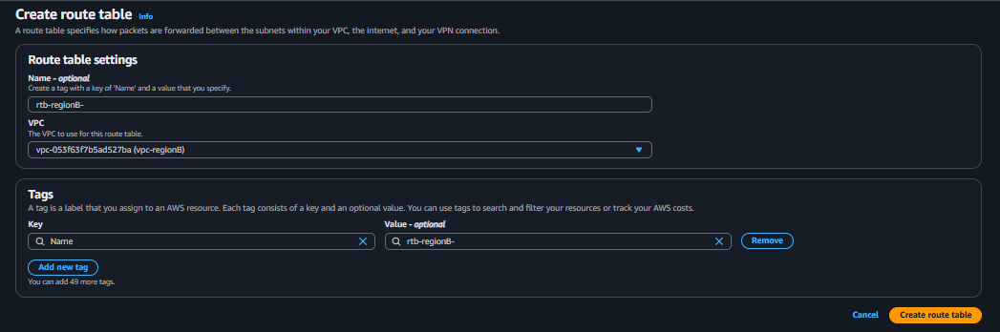 Create route table Info
A route table specifies how packets are forwarded between the subnets within your VPC, the internet, and your VPN connection.
Route table settings
Name - optional
Create a tag with a key of 'Name' and a value that you specify.
rtb-regionB-
VPC
The VPC to use for this route table.
vpc-053f63f7b5ad527ba (vpc-regionB)
Tags
A tag is a label that you assign to an AWS resource. Each tag consists of a key and an optional value. You can use tags to search and filter your resources or track your AWS costs.
Key Value - optional
Name rtb-regionB- Remove
Add new tag
You can add 49 more tags.
Cancel Create route table